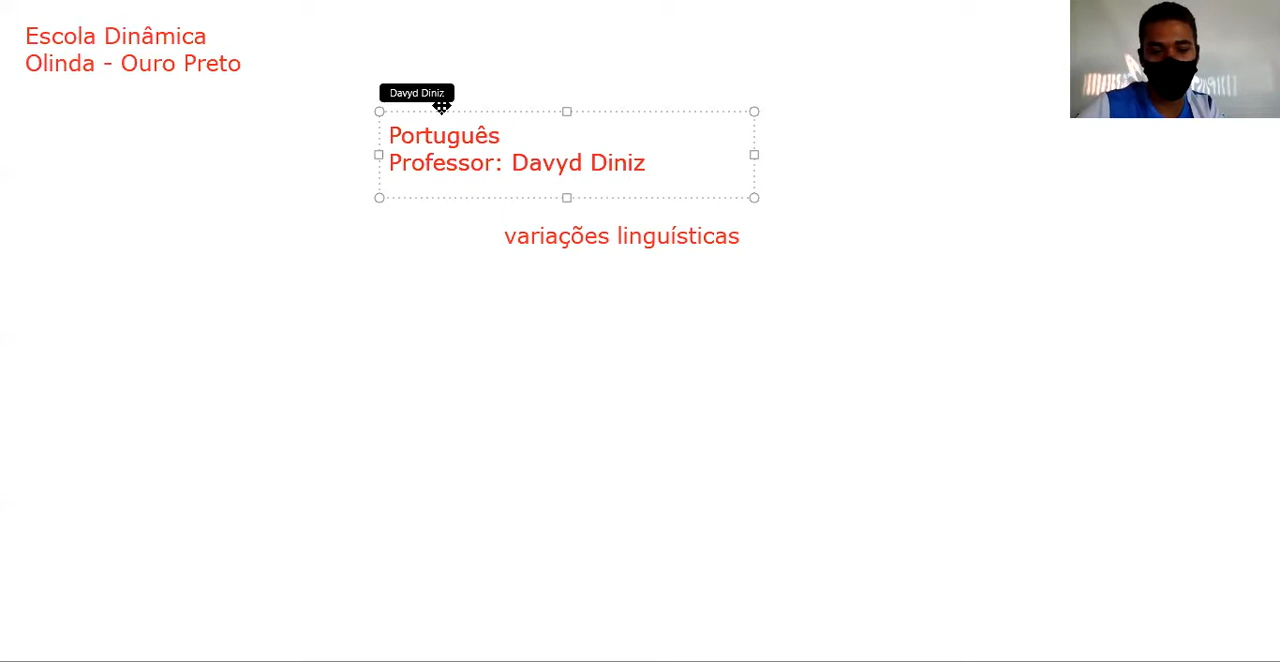 Escola Dinâmica
Olinda - Ouro Preto
Davyd Diniz
Português
Professor: Davyd Diniz
variações linguísticas